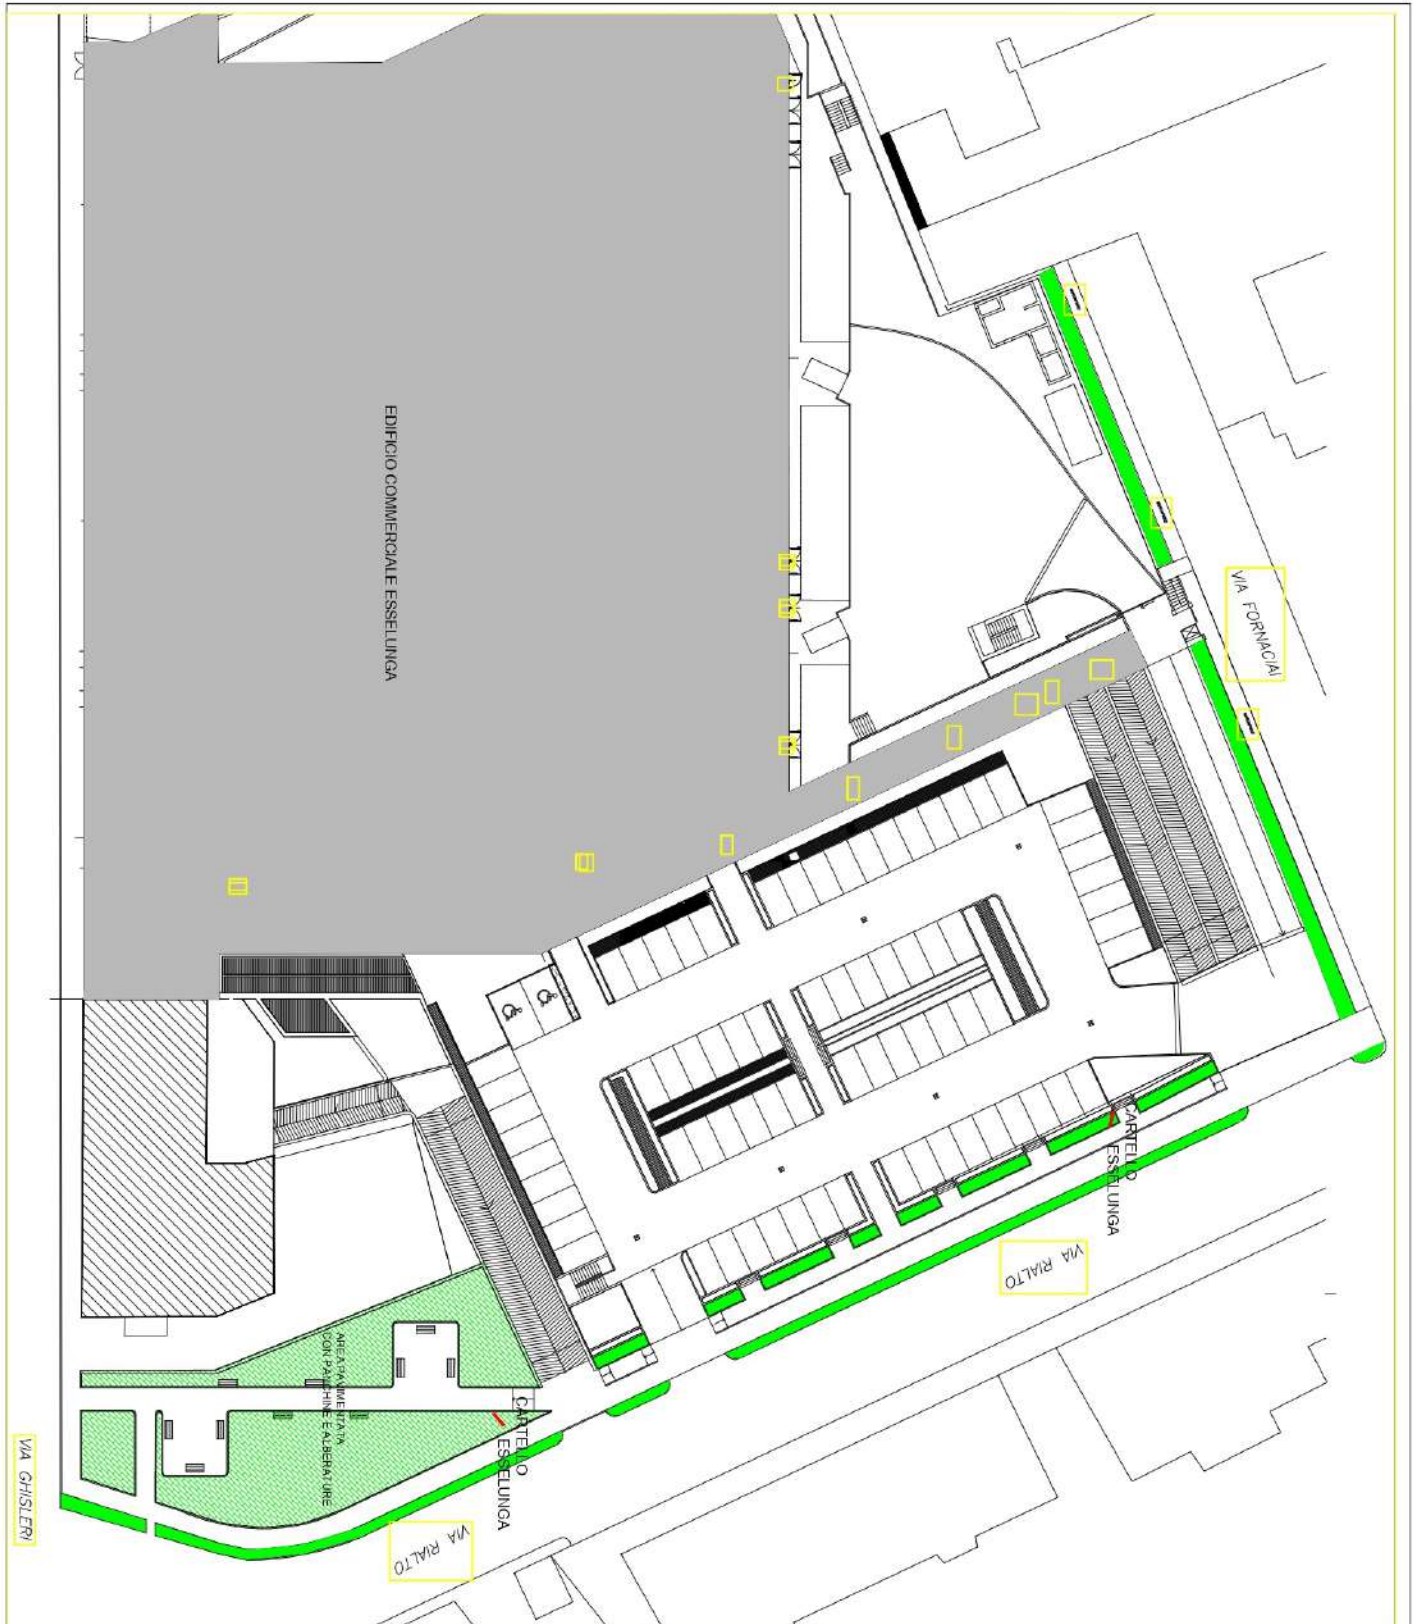 EDIFICIO COMMERCIALE ESSELUNGA
VIA FORNACIAI
CARTELLO
ESSELUNGA
VIA RIALTO
AREA PAVIMENTATA
CON PANCHINE E ALBERATURE
CARTELLO
ESSELUNGA
VIA RIALTO
VIA GHISLERI